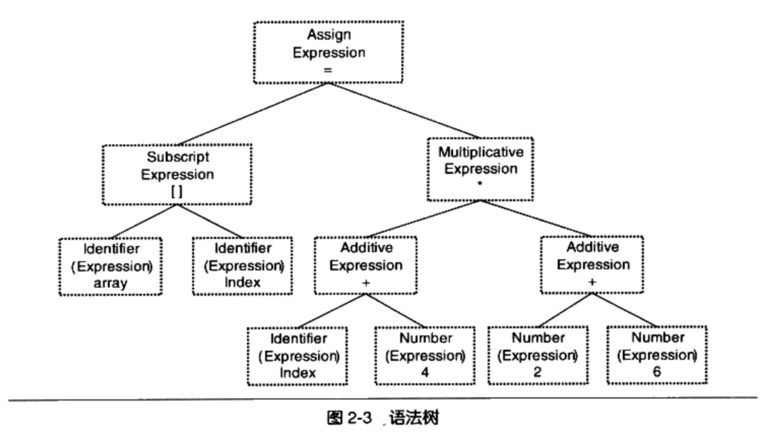 Assign
Expression
=
Subscript
Expression
[ ]
Multiplicative
Expression
*
Identifier
(Expression)
array
Identifier
(Expression)
Index
Additive
Expression
+
Additive
Expression
+
Identifier
(Expression)
Index
Number
(Expression)
4
Number
(Expression)
2
Number
(Expression)
6
图 2-3 语法树